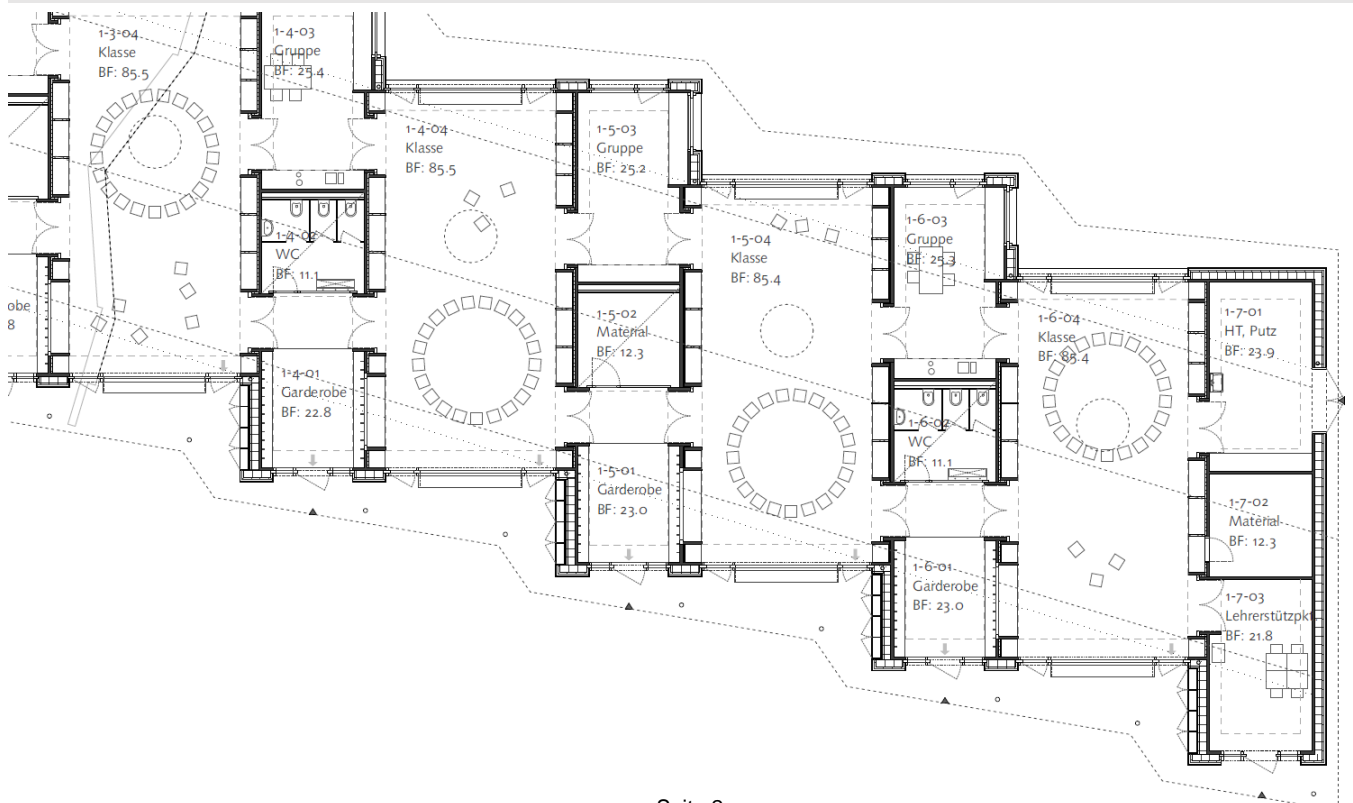 1-3-04
Klasse
BF: 85.5
1-4-03
Gruppe
BF: 25.4
1-4-04
Klasse
BF: 85.5
1-5-03
Gruppe
BF: 25.2
1-4-02
WC
BF: 11.1
1-5-04
Klasse
BF: 85.4
1-6-03
Gruppe
BF: 25.3
obe
8
1-5-02
Material
BF: 12.3
1-6-04
Klasse
BF: 85.4
1-7-01
HT, Putz
BF: 23.9
1-4-01
Garderobe
BF: 22.8
1-6-02
WC
BF: 11.1
1-5-01
Garderobe
BF: 23.0
1-7-02
Material
BF: 12.3
1-6-01
Garderobe
BF: 23.0
1-7-03
Lehrerstützpkt.
BF: 21.8